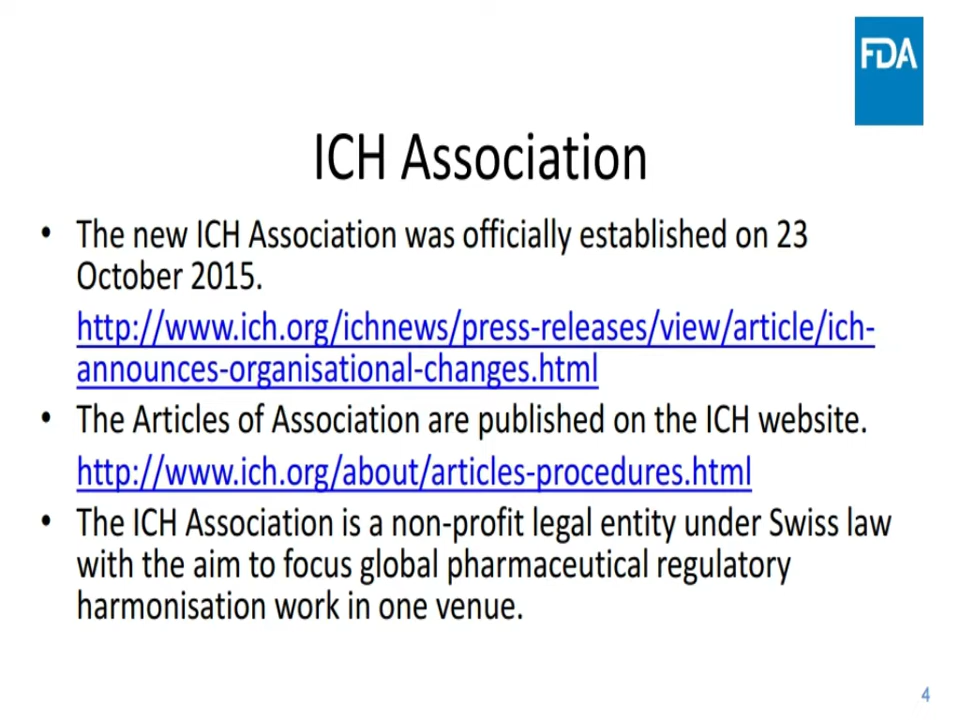 FDA
ICH Association
• The new ICH Association was officially established on 23
October 2015.
http://www.ich.org/ichnews/press-releases/view/article/ich-
announces-organisational-changes.html
• The Articles of Association are published on the ICH website.
http://www.ich.org/about/articles-procedures.html
• The ICH Association is a non-profit legal entity under Swiss law
with the aim to focus global pharmaceutical regulatory
harmonisation work in one venue.
4